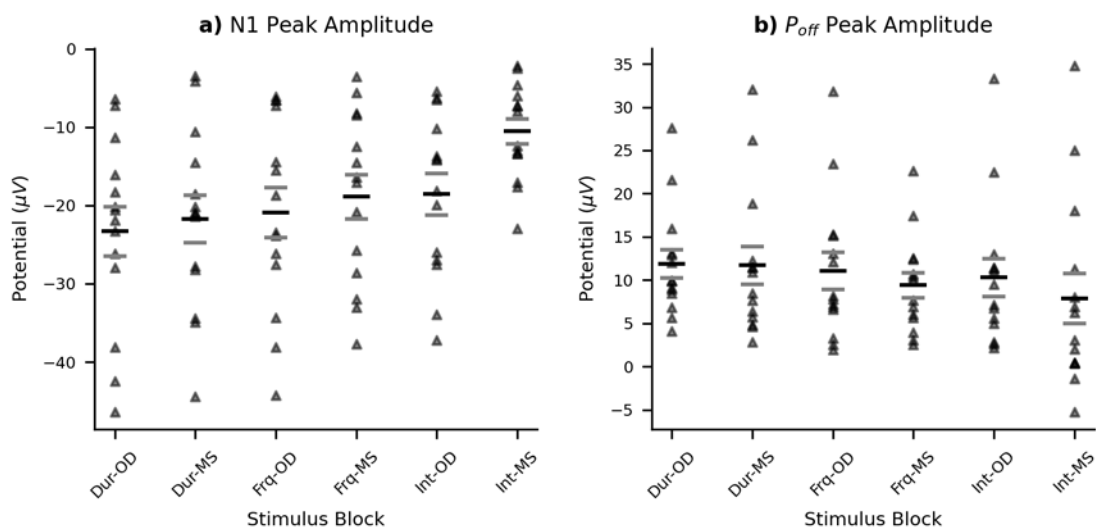 a) N1 Peak Amplitude
0
−10
−20
−30
−40
Potential (μV)
Dur-OD
Dur-MS
Frq-OD
Frq-MS
Int-OD
Int-MS
Stimulus Block
b) P_off Peak Amplitude
35
30
25
20
15
10
5
0
−5
Potential (μV)
Dur-OD
Dur-MS
Frq-OD
Frq-MS
Int-OD
Int-MS
Stimulus Block